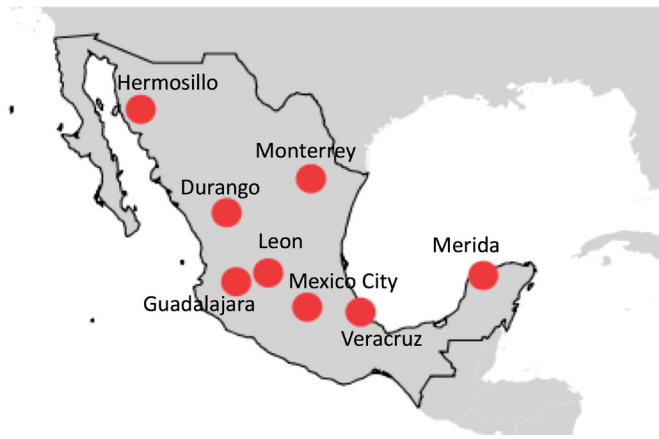 Hermosillo
Monterrey
Durango
Leon
Merida
Mexico City
Guadalajara
Veracruz